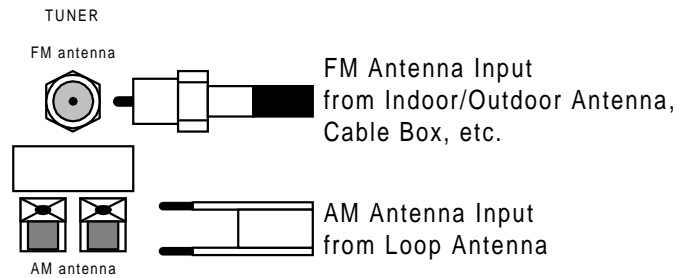 TUNER
FM antenna
FM Antenna Input
from Indoor/Outdoor Antenna,
Cable Box, etc.
AM Antenna Input
from Loop Antenna
AM antenna